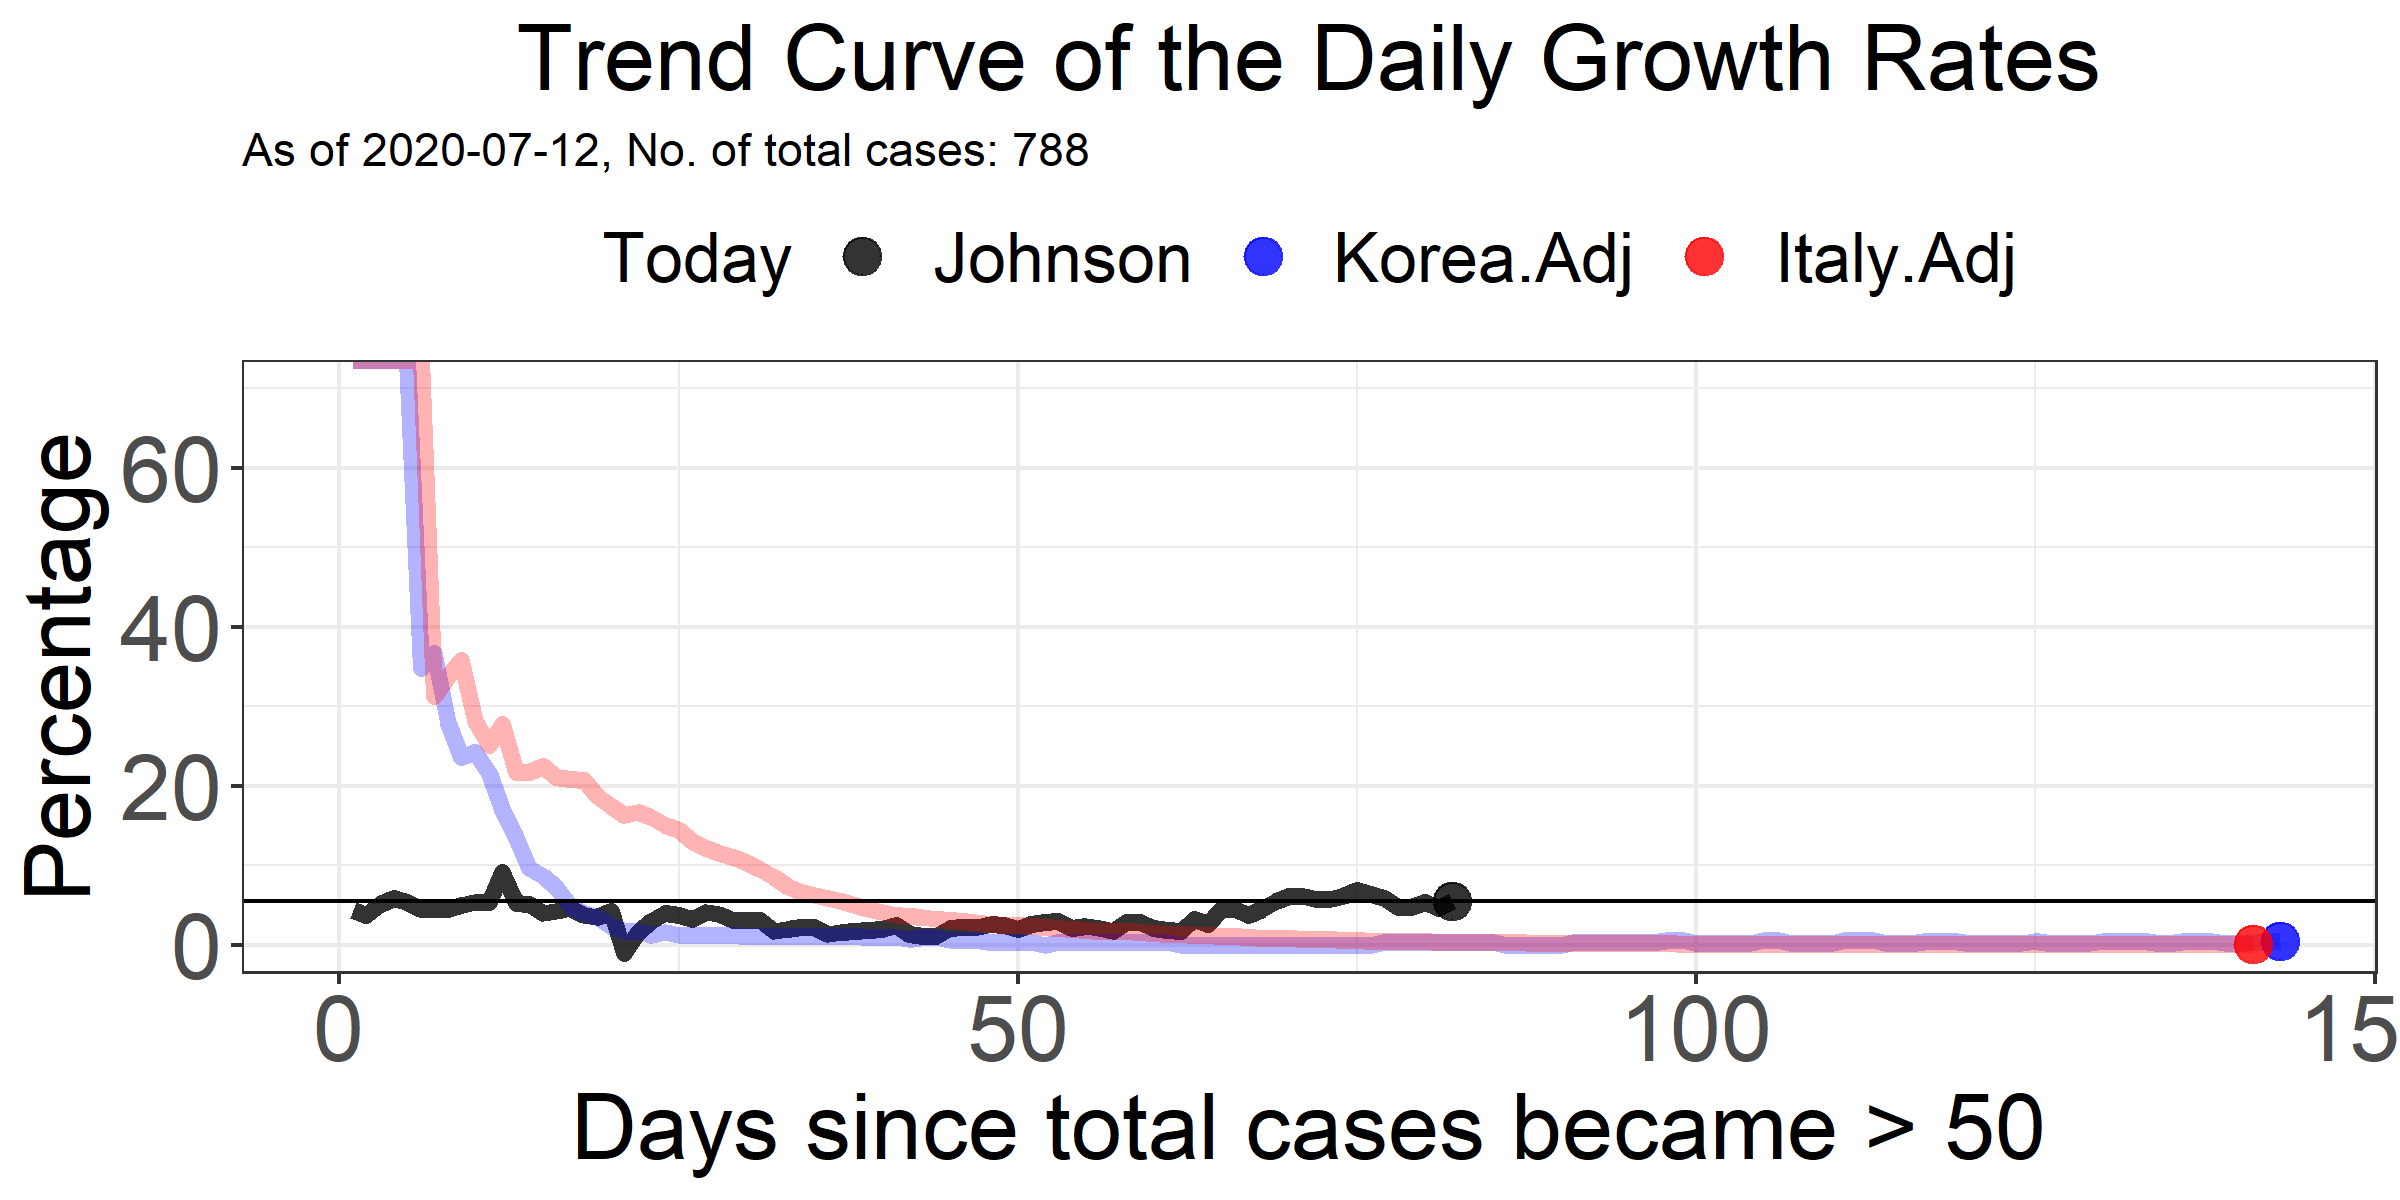 Trend Curve of the Daily Growth Rates
As of 2020-07-12, No. of total cases: 788
Today Johnson Korea.Adj Italy.Adj
Percentage
60
40
20
0
0 50 100 15
Days since total cases became > 50